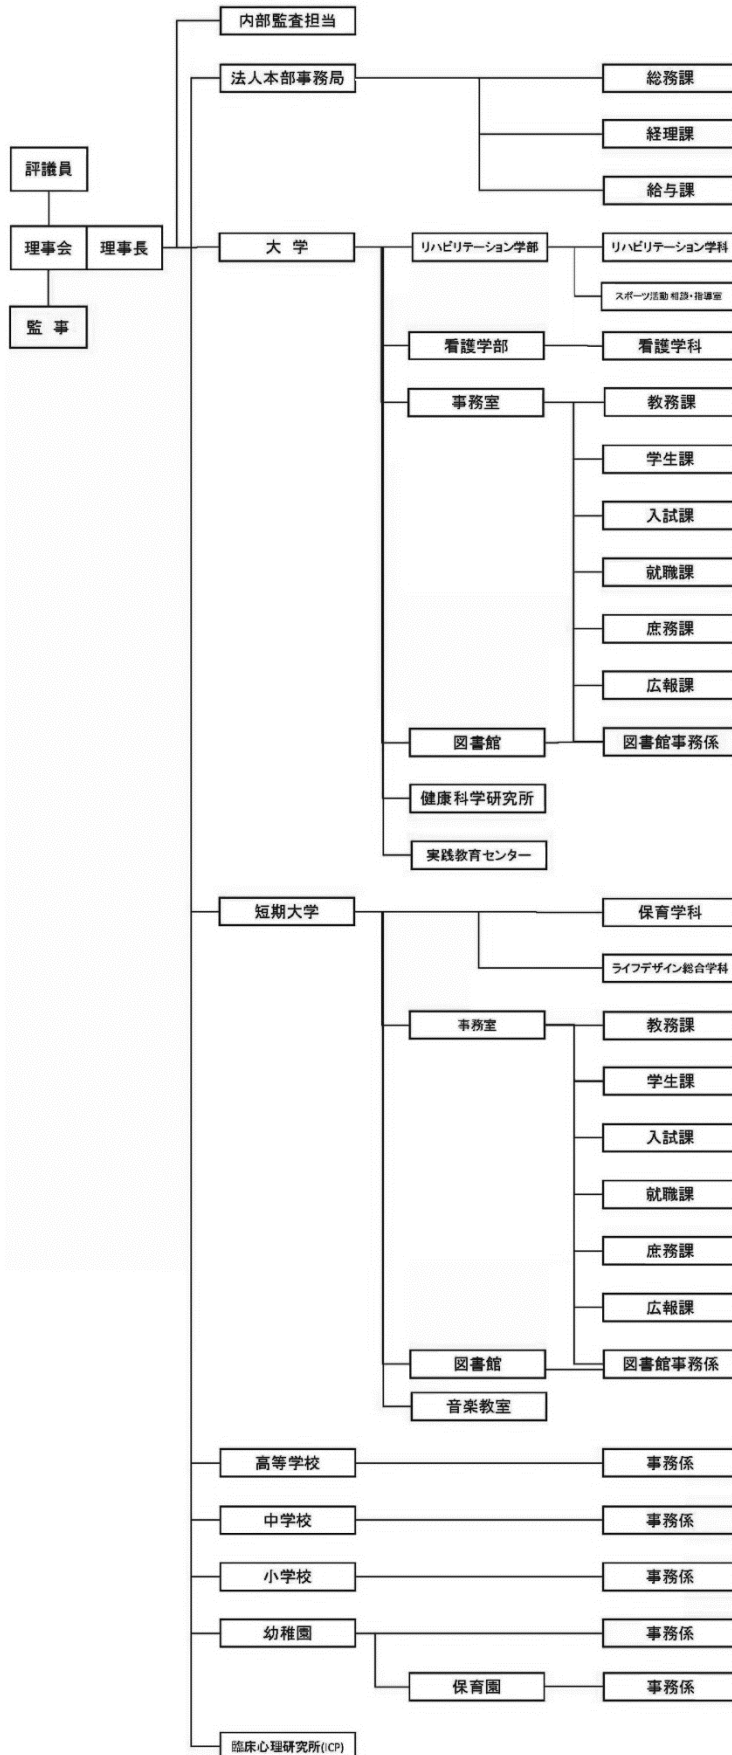 内部監査担当
法人本部事務局
総務課
経理課
給与課
評議員
理事会
理事長
監 事
大 学
リハビリテーション学部
リハビリテーション学科
スポーツ活動 相談・指導室
看護学部
看護学科
事務室
教務課
学生課
入試課
就職課
庶務課
広報課
図書館
図書館事務係
健康科学研究所
実践教育センター
短期大学
保育学科
ライフデザイン総合学科
事務室
教務課
学生課
入試課
就職課
庶務課
広報課
図書館
図書館事務係
音楽教室
高等学校
事務係
中学校
事務係
小学校
事務係
幼稚園
事務係
保育園
事務係
臨床心理研究所(ICP)